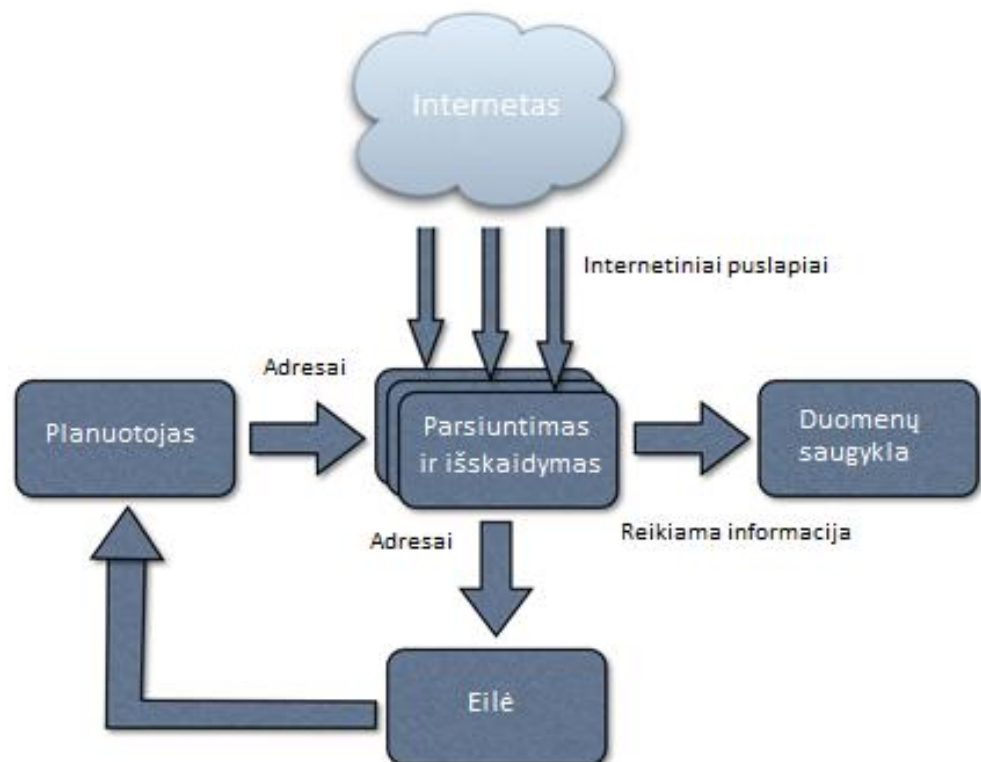 Internetas
Internetiniai puslapiai
Adresai
Planuotojas
Parsiuntimas
ir išskaidymas
Duomenų
saugykla
Adresai
Reikiama informacija
Eilė